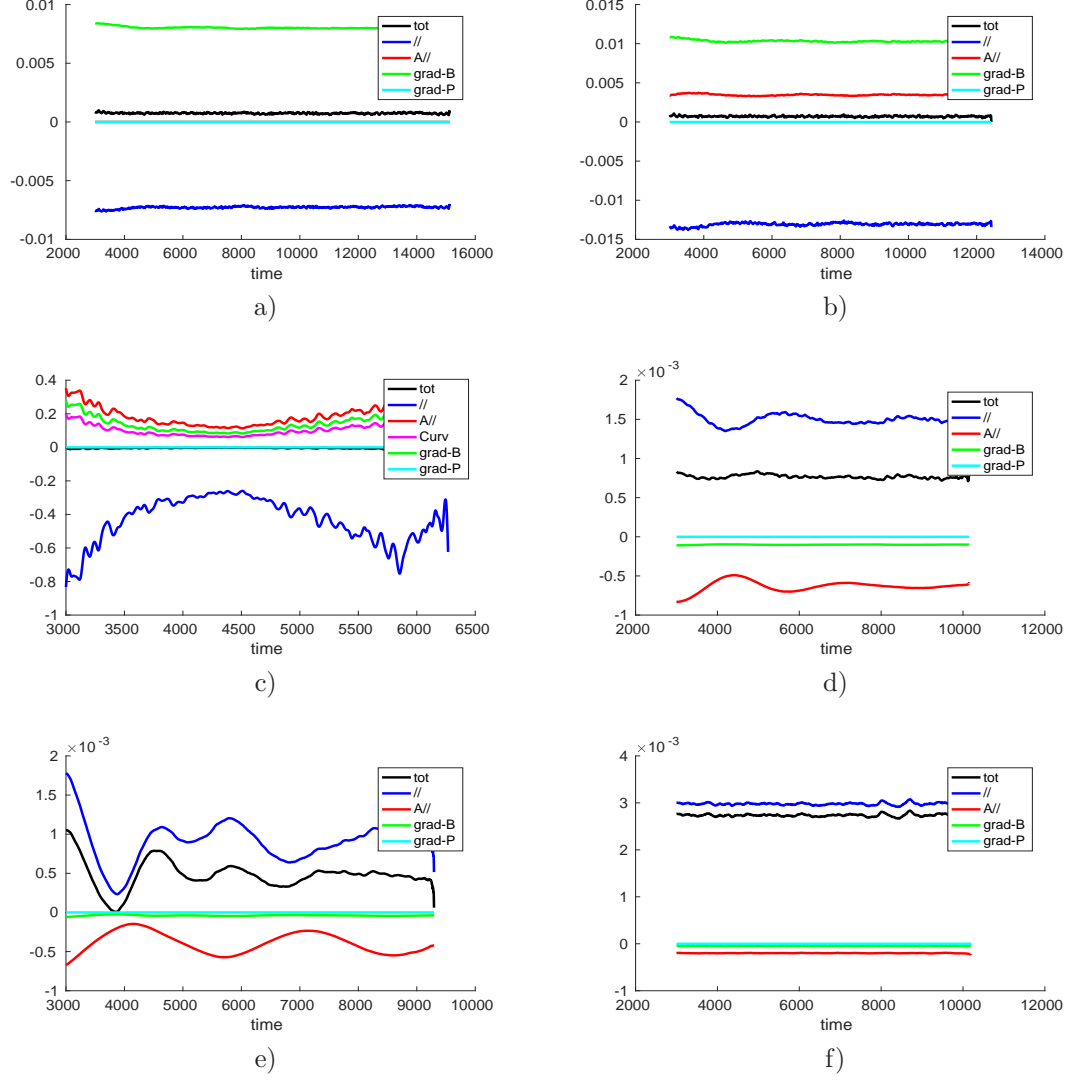 0.01
0.005
0
-0.005
-0.01
2000 4000 6000 8000 10000 12000 14000 16000
time
tot
//
A//
grad-B
grad-P
a)
0.015
0.01
0.005
0
-0.005
-0.01
-0.015
2000 4000 6000 8000 10000 12000 14000
time
tot
//
A//
grad-B
grad-P
b)
0.4
0.2
0
-0.2
-0.4
-0.6
-0.8
-1
3000 3500 4000 4500 5000 5500 6000 6500
time
tot
//
A//
Curv
grad-B
grad-P
c)
×10 -3
2
1.5
1
0.5
0
-0.5
-1
2000 4000 6000 8000 10000 12000
time
tot
//
A//
grad-B
grad-P
d)
×10 -3
2
1.5
1
0.5
0
-0.5
-1
3000 4000 5000 6000 7000 8000 9000 10000
time
tot
//
A//
grad-B
grad-P
e)
×10 -3
4
3
2
1
0
-1
2000 4000 6000 8000 10000 12000
time
tot
//
A//
grad-B
grad-P
f)